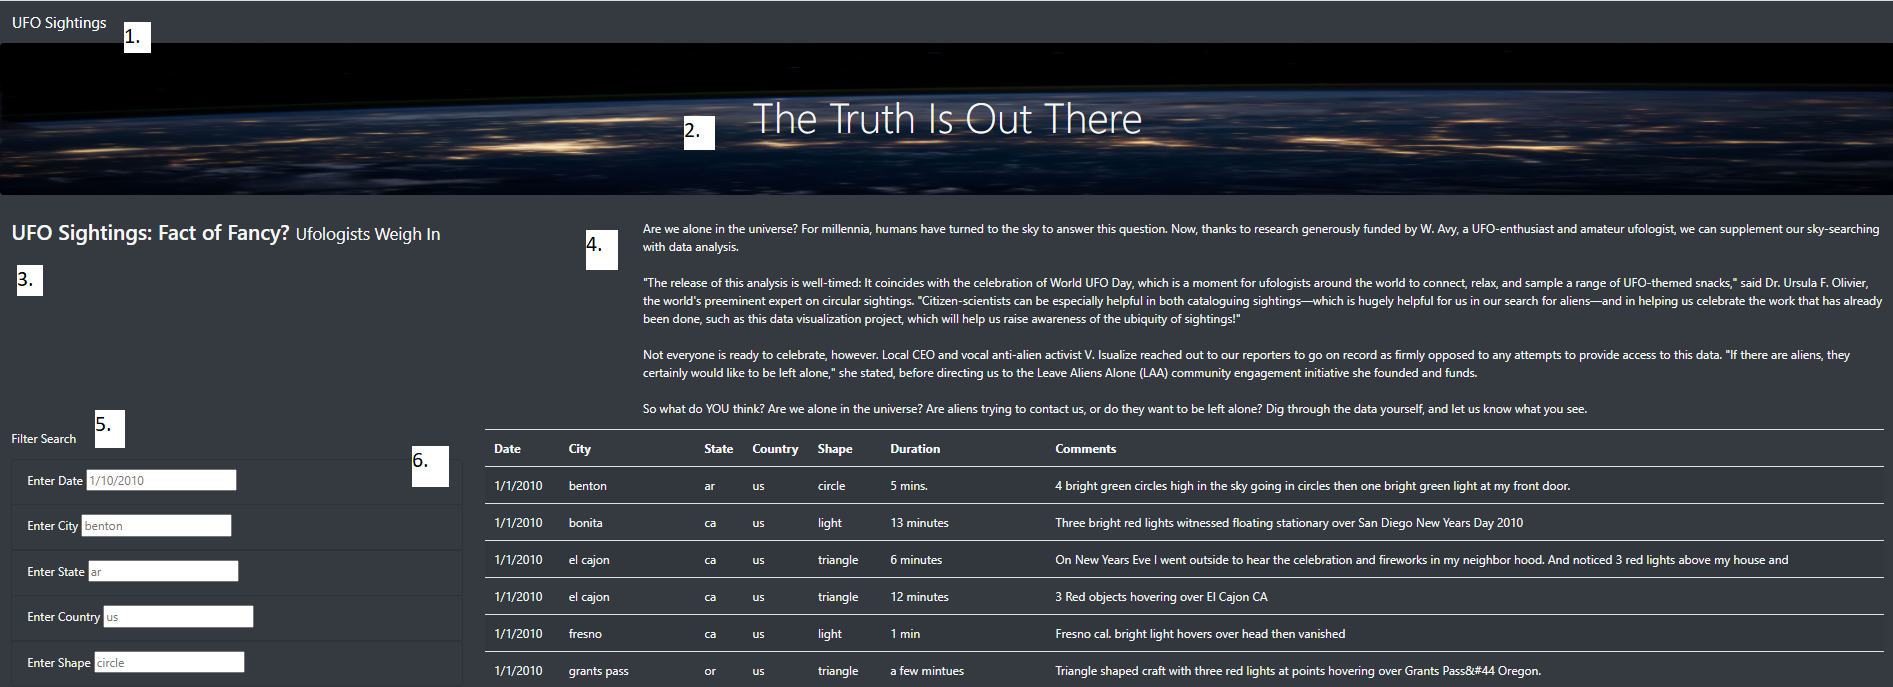 UFO Sightings
1.
The Truth Is Out There
2.
UFO Sightings: Fact of Fancy? Ufologists Weigh In
3.
4.
Are we alone in the universe? For millennia, humans have turned to the sky to answer this question. Now, thanks to research generously funded by W. Avy, a UFO-enthusiast and amateur ufologist, we can supplement our sky-searching
with data analysis.
"The release of this analysis is well-timed: It coincides with the celebration of World UFO Day, which is a moment for ufologists around the world to connect, relax, and sample a range of UFO-themed snacks," said Dr. Ursula F. Olivier,
the world's preeminent expert on circular sightings. "Citizen-scientists can be especially helpful in both cataloguing sightings—which is hugely helpful for us in our search for aliens—and in helping us celebrate the work that has already
been done, such as this data visualization project, which will help us raise awareness of the ubiquity of sightings!"
Not everyone is ready to celebrate, however. Local CEO and vocal anti-alien activist V. Isualize reached out to our reporters to go on record as firmly opposed to any attempts to provide access to this data. "If there are aliens, they
certainly would like to be left alone," she stated, before directing us to the Leave Aliens Alone (LAA) community engagement initiative she founded and funds.
So what do YOU think? Are we alone in the universe? Are aliens trying to contact us, or do they want to be left alone? Dig through the data yourself, and let us know what you see.
5.
Filter Search
6.
Enter Date 1/10/2010
Enter City benton
Enter State ar
Enter Country us
Enter Shape circle
Date City State Country Shape Duration Comments
1/1/2010 benton ar us circle 5 mins. 4 bright green circles high in the sky going in circles then one bright green light at my front door.
1/1/2010 bonita ca us light 13 minutes Three bright red lights witnessed floating stationary over San Diego New Years Day 2010
1/1/2010 el cajon ca us triangle 6 minutes On New Years Eve I went outside to hear the celebration and fireworks in my neighbor hood. And noticed 3 red lights above my house and
1/1/2010 el cajon ca us triangle 12 minutes 3 Red objects hovering over El Cajon CA
1/1/2010 fresno ca us light 1 min Fresno cal. bright light hovers over head then vanished
1/1/2010 grants pass or us triangle a few mintues Triangle shaped craft with three red lights at points hovering over Grants Pass&#44 Oregon.